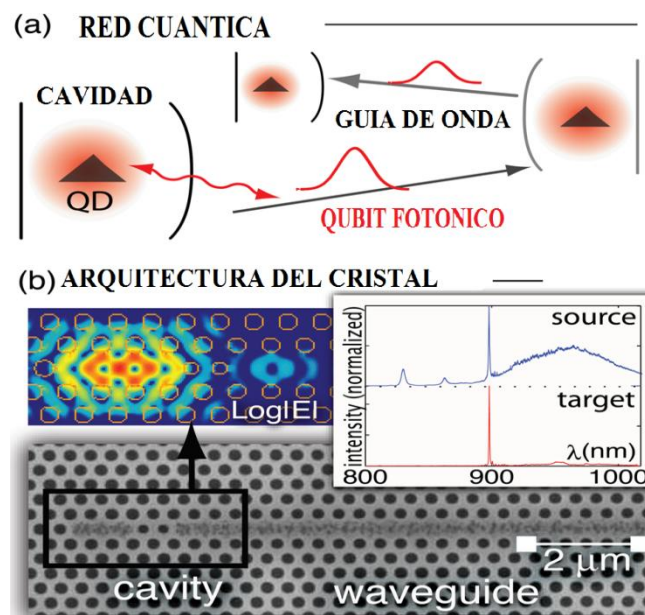 (a) RED CUANTICA
CAVIDAD
GUIA DE ONDA
QD
QUBIT FOTONICO
(b) ARQUITECTURA DEL CRISTAL
Log|E|
intensity (normalized)
source
target
λ(nm)
800 900 1000
cavity
waveguide
2 μm